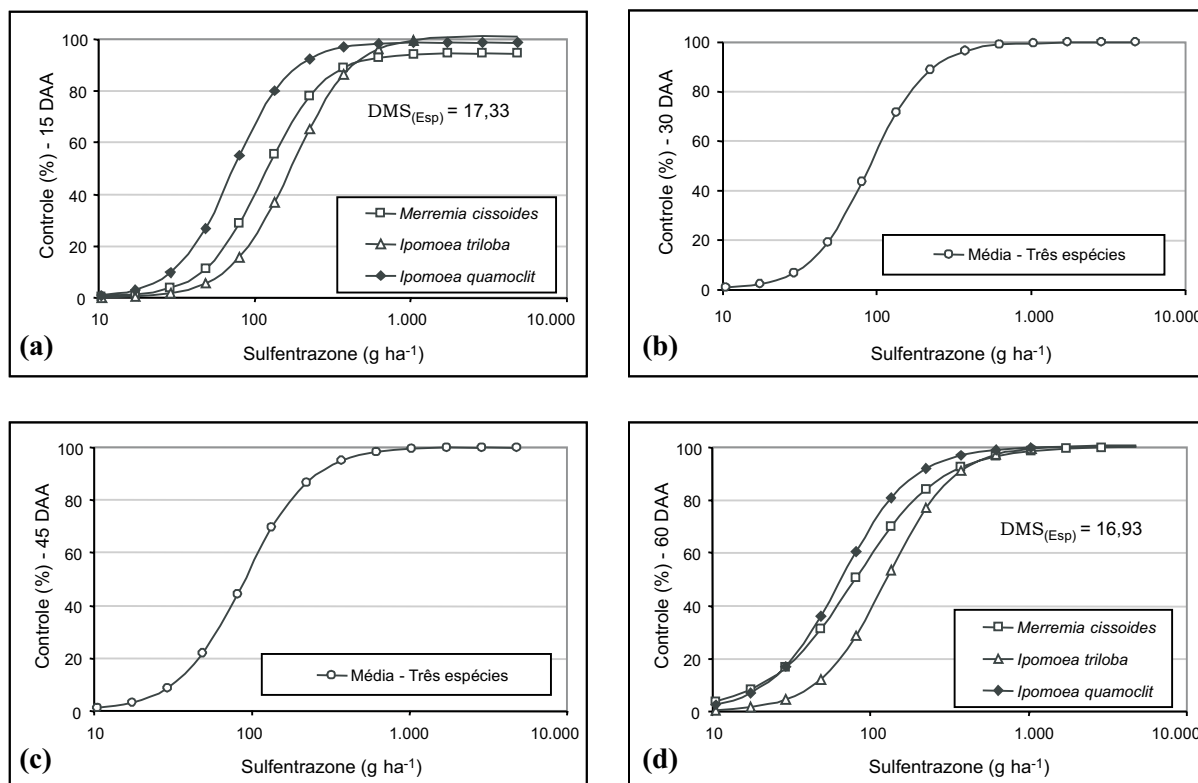 Controle (%) - 15 DAA
100
80
60
40
20
0
DMS(Esp) = 17,33
Merremia cissoides
Ipomoea triloba
Ipomoea quamoclit
10 100 1.000 10.000
(a)
Sulfentrazone (g ha-1)
Controle (%) - 30 DAA
100
80
60
40
20
0
Média - Três espécies
10 100 1.000 10.000
(b)
Sulfentrazone (g ha-1)
Controle (%) - 45 DAA
100
80
60
40
20
0
Média - Três espécies
10 100 1.000 10.000
(c)
Sulfentrazone (g ha-1)
Controle (%) - 60 DAA
100
80
60
40
20
0
DMS(Esp) = 16,93
Merremia cissoides
Ipomoea triloba
Ipomoea quamoclit
10 100 1.000 10.000
(d)
Sulfentrazone (g ha-1)